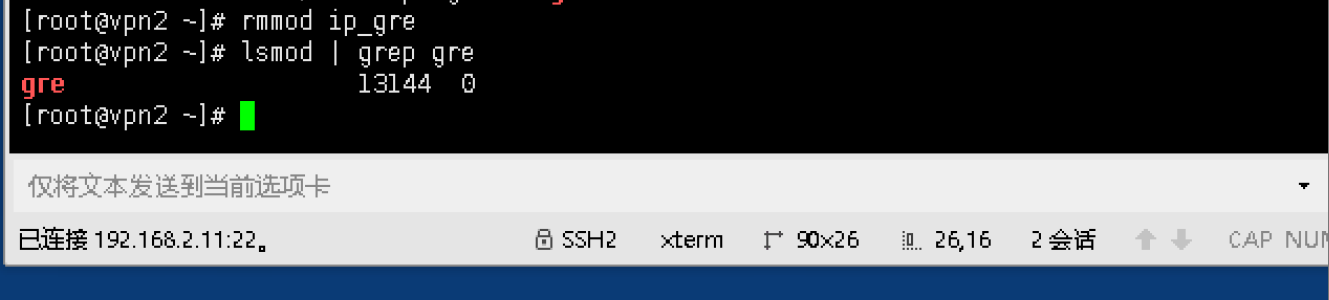 [root@vpn2 ~]# rmmod ip_gre
[root@vpn2 ~]# lsmod | grep gre
gre                    13144  0
[root@vpn2 ~]#
仅将文本发送到当前选项卡
已连接 192.168.2.11:22。 SSH2 xterm 90×26 26,16 2 会话 CAP NUM